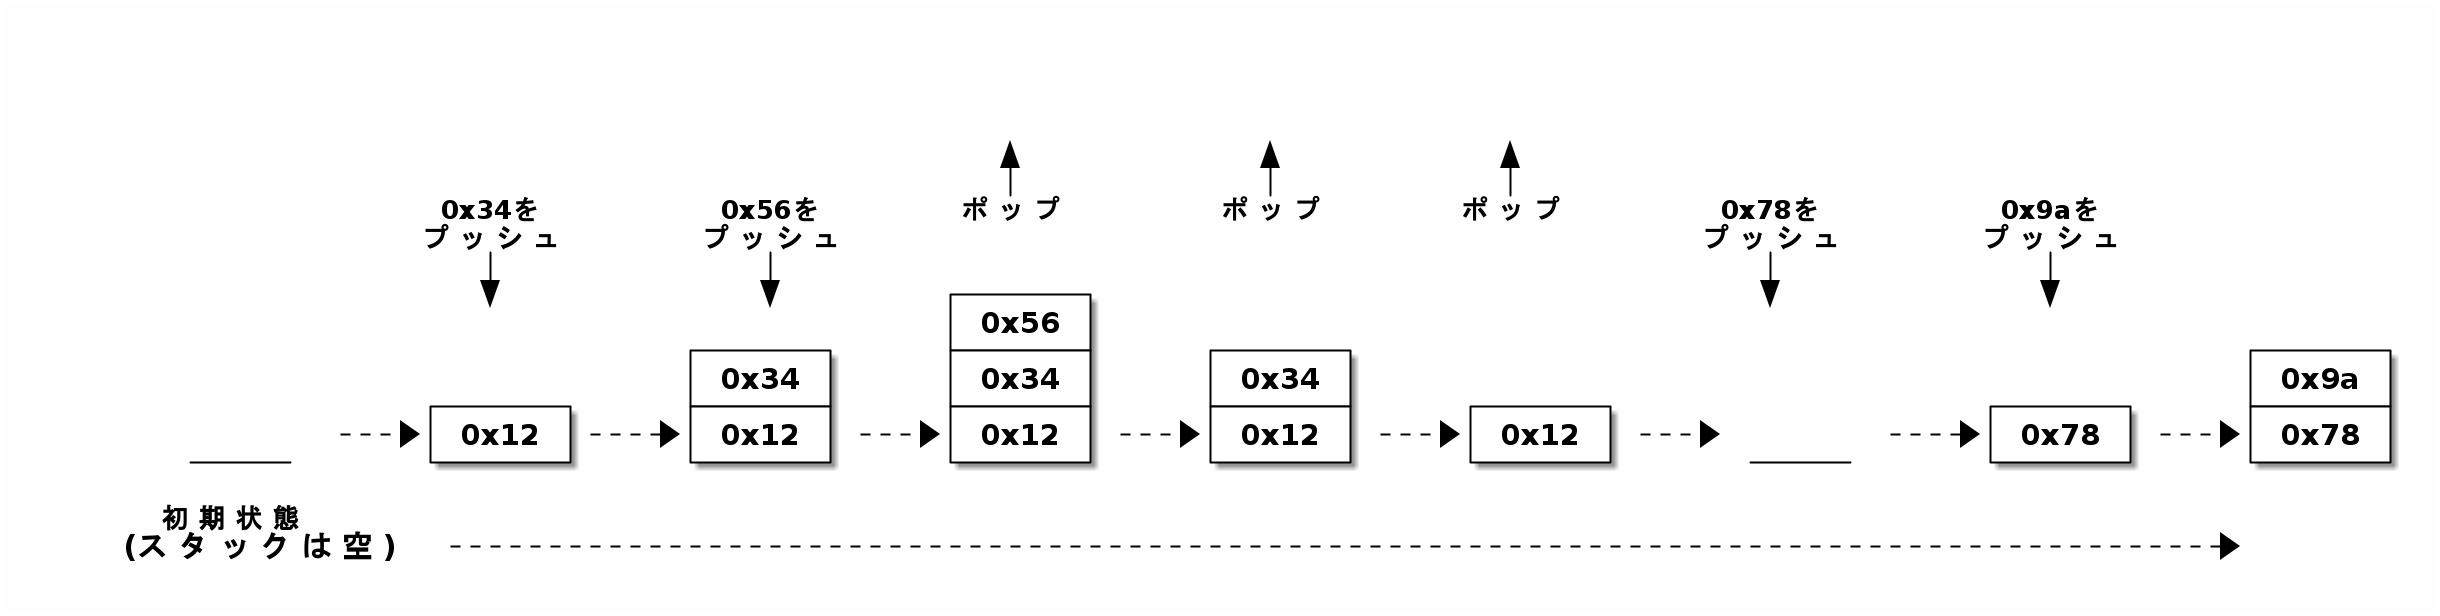 ポップ
ポップ
ポップ
0x34を
プッシュ
0x56を
プッシュ
0x78を
プッシュ
0x9aを
プッシュ
0x12
0x34
0x12
0x56
0x34
0x12
0x34
0x12
0x12
0x78
0x9a
0x78
初期状態
(スタックは空)